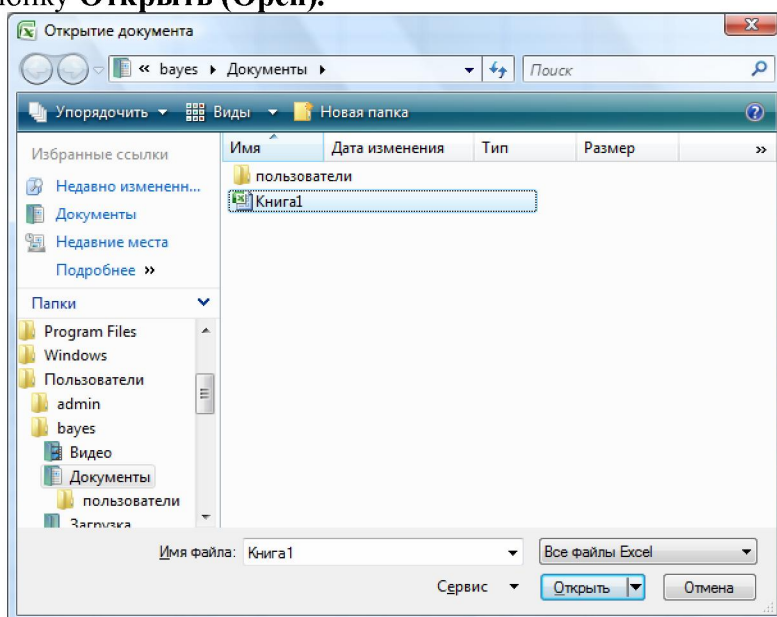 Открыть (Open).
Открытие документа
« bayes ▸ Документы ▸
Поиск
Упорядочить Виды Новая папка
Избранные ссылки
Недавно измененн...
Документы
Недавние места
Подробнее »
Папки
Program Files
Windows
Пользователи
admin
bayes
Видео
Документы
пользователи
Загрузка
Имя Дата изменения Тип Размер »
пользователи
Книга1
Имя файла: Книга1
Все файлы Excel
Сервис Открыть Отмена